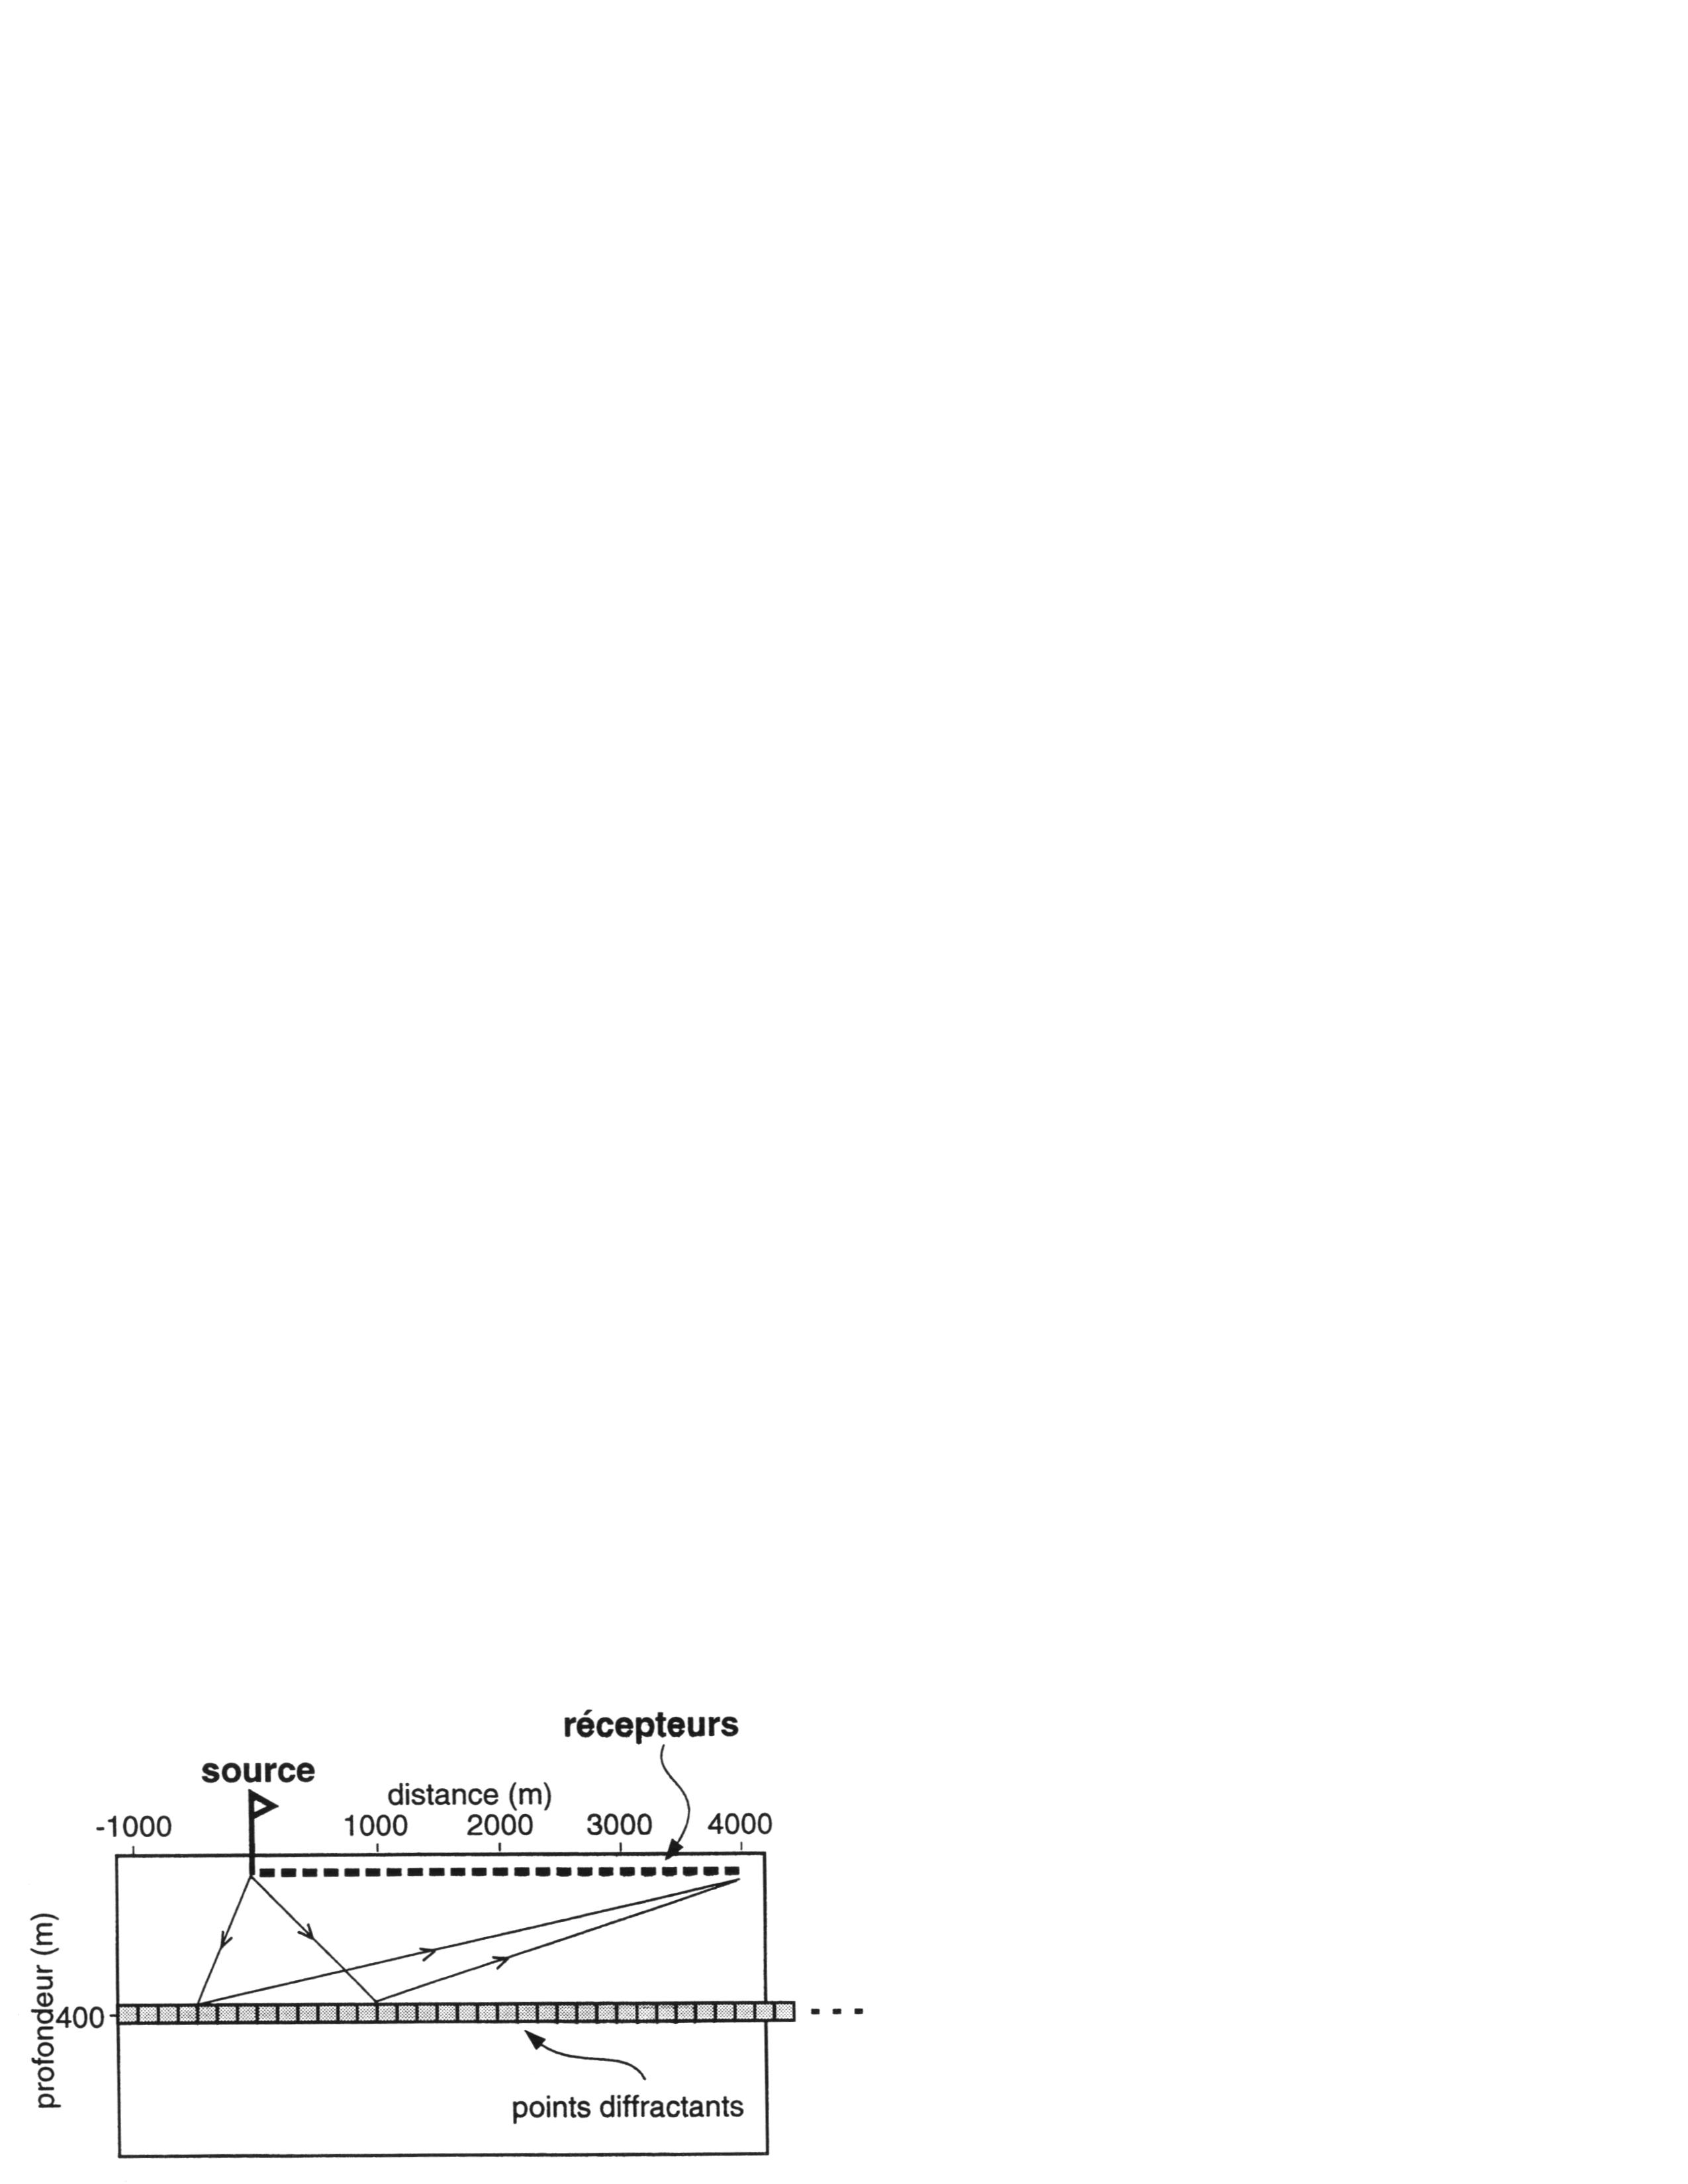 récepteurs
source
distance (m)
-1000 1000 2000 3000 4000
profondeur (m)
400
points diffractants